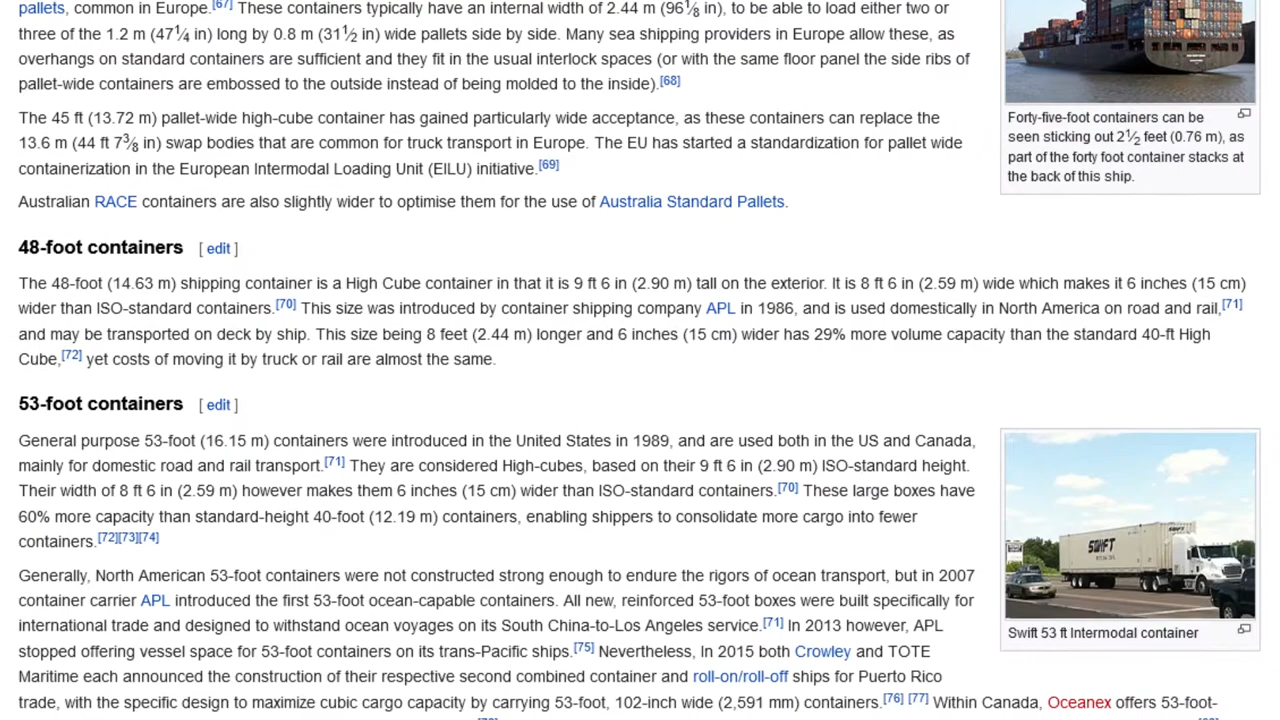 pallets, common in Europe.[67] These containers typically have an internal width of 2.44 m (96 1⁄8 in), to be able to load either two or
three of the 1.2 m (47 1⁄4 in) long by 0.8 m (31 1⁄2 in) wide pallets side by side. Many sea shipping providers in Europe allow these, as
overhangs on standard containers are sufficient and they fit in the usual interlock spaces (or with the same floor panel the side ribs of
pallet-wide containers are embossed to the outside instead of being molded to the inside).[68]
The 45 ft (13.72 m) pallet-wide high-cube container has gained particularly wide acceptance, as these containers can replace the
13.6 m (44 ft 7 3⁄8 in) swap bodies that are common for truck transport in Europe. The EU has started a standardization for pallet wide
containerization in the European Intermodal Loading Unit (EILU) initiative.[69]
Australian RACE containers are also slightly wider to optimise them for the use of Australia Standard Pallets.
Forty-five-foot containers can be
seen sticking out 2 1⁄2 feet (0.76 m), as
part of the forty foot container stacks at
the back of this ship.
48-foot containers [ edit ]
The 48-foot (14.63 m) shipping container is a High Cube container in that it is 9 ft 6 in (2.90 m) tall on the exterior. It is 8 ft 6 in (2.59 m) wide which makes it 6 inches (15 cm)
wider than ISO-standard containers.[70] This size was introduced by container shipping company APL in 1986, and is used domestically in North America on road and rail,[71]
and may be transported on deck by ship. This size being 8 feet (2.44 m) longer and 6 inches (15 cm) wider has 29% more volume capacity than the standard 40-ft High
Cube,[72] yet costs of moving it by truck or rail are almost the same.
53-foot containers [ edit ]
General purpose 53-foot (16.15 m) containers were introduced in the United States in 1989, and are used both in the US and Canada,
mainly for domestic road and rail transport.[71] They are considered High-cubes, based on their 9 ft 6 in (2.90 m) ISO-standard height.
Their width of 8 ft 6 in (2.59 m) however makes them 6 inches (15 cm) wider than ISO-standard containers.[70] These large boxes have
60% more capacity than standard-height 40-foot (12.19 m) containers, enabling shippers to consolidate more cargo into fewer
containers.[72][73][74]
Generally, North American 53-foot containers were not constructed strong enough to endure the rigors of ocean transport, but in 2007
container carrier APL introduced the first 53-foot ocean-capable containers. All new, reinforced 53-foot boxes were built specifically for
international trade and designed to withstand ocean voyages on its South China-to-Los Angeles service.[71] In 2013 however, APL
stopped offering vessel space for 53-foot containers on its trans-Pacific ships.[75] Nevertheless, In 2015 both Crowley and TOTE
Maritime each announced the construction of their respective second combined container and roll-on/roll-off ships for Puerto Rico
trade, with the specific design to maximize cubic cargo capacity by carrying 53-foot, 102-inch wide (2,591 mm) containers.[76] [77] Within Canada, Oceanex offers 53-foot-
SWIFT
Swift 53 ft Intermodal container